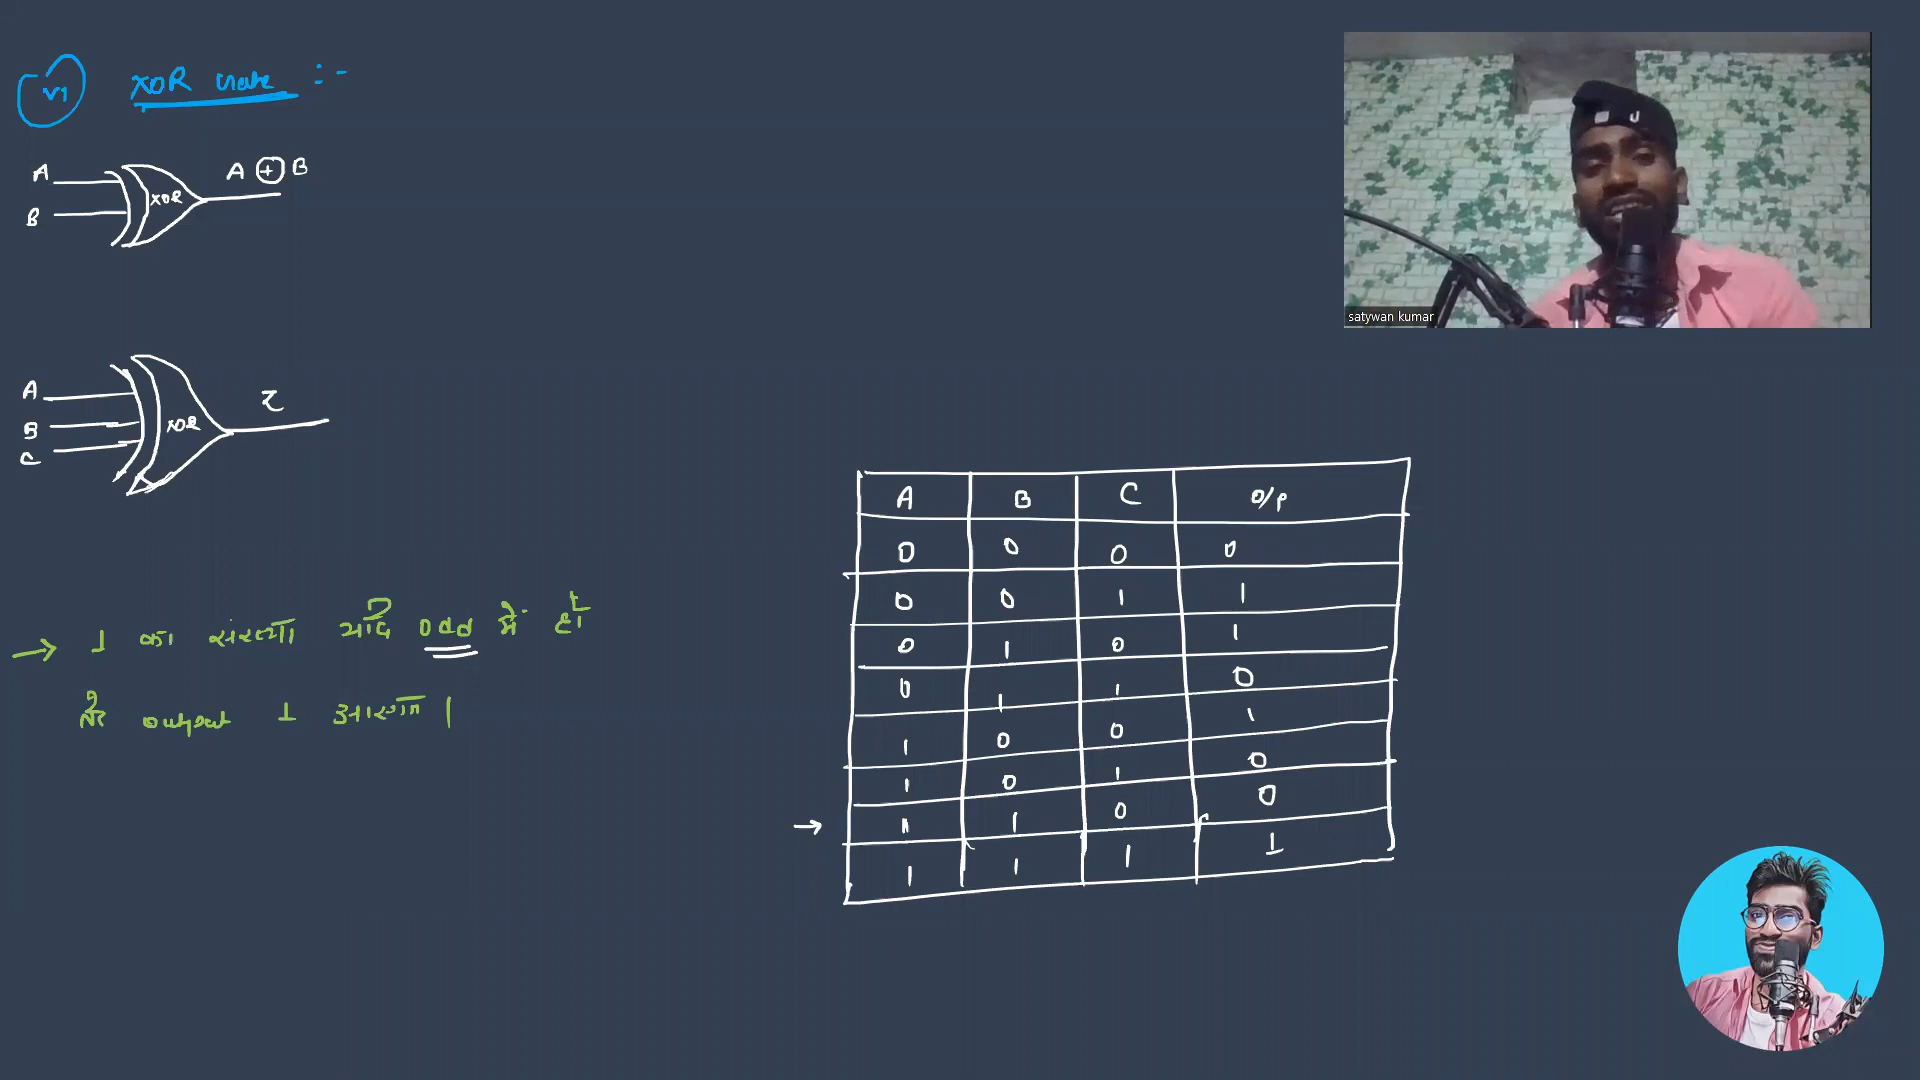 VI XOR Gate :-
A
B
XOR
A ⊕ B
A
B
C
XOR
Z
→ 1 का संख्या यदि odd में हो
तो output 1 आएगा |
satywan kumar
A B C O/P
0 0 0 0
0 0 1 1
0 1 0 1
0 1 1 0
1 0 0 1
1 0 1 0
→ 1 1 0 0
1 1 1 1